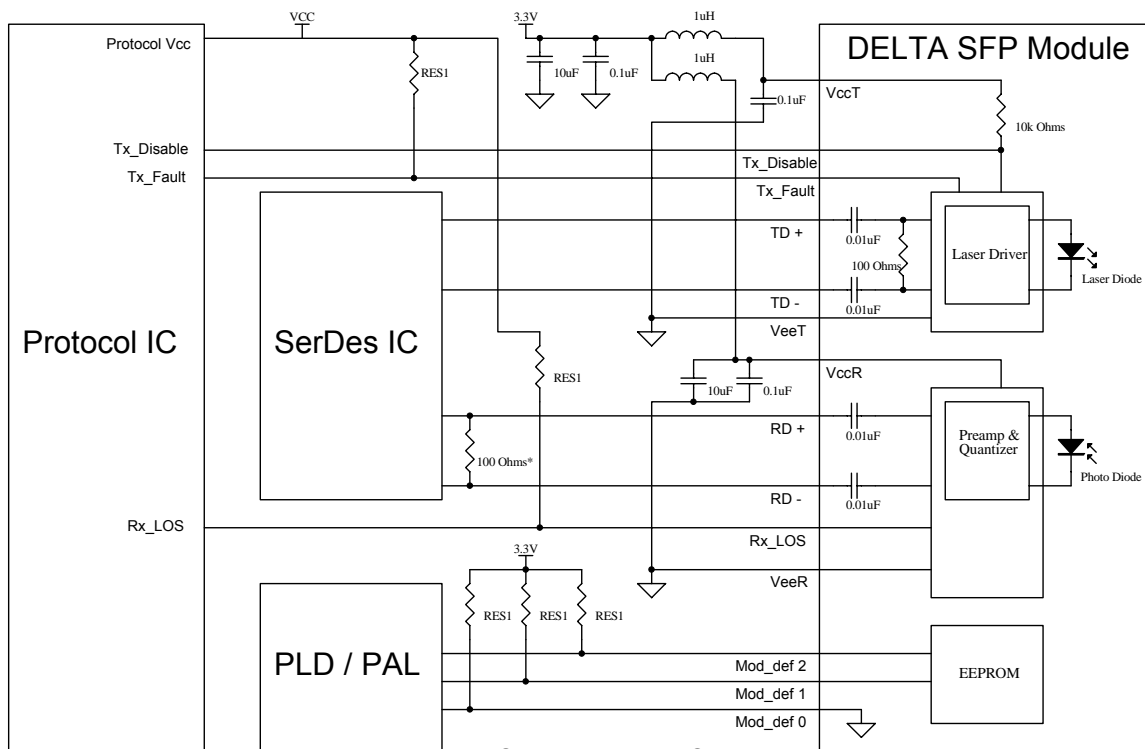 VCC
3.3V
1uH
Protocol Vcc
DELTA SFP Module
1uH
RES1
10uF
0.1uF
VccT
0.1uF
10k Ohms
Tx_Disable
Tx_Disable
Tx_Fault
Tx_Fault
TD +
0.01uF
Laser Driver
100 Ohms
Laser Diode
TD -
0.01uF
VeeT
Protocol IC
SerDes IC
RES1
VccR
10uF
0.1uF
RD +
0.01uF
Preamp &
Quantizer
100 Ohms*
Photo Diode
RD -
0.01uF
Rx_LOS
Rx_LOS
3.3V
VeeR
RES1
RES1
RES1
PLD / PAL
Mod_def 2
EEPROM
Mod_def 1
Mod_def 0